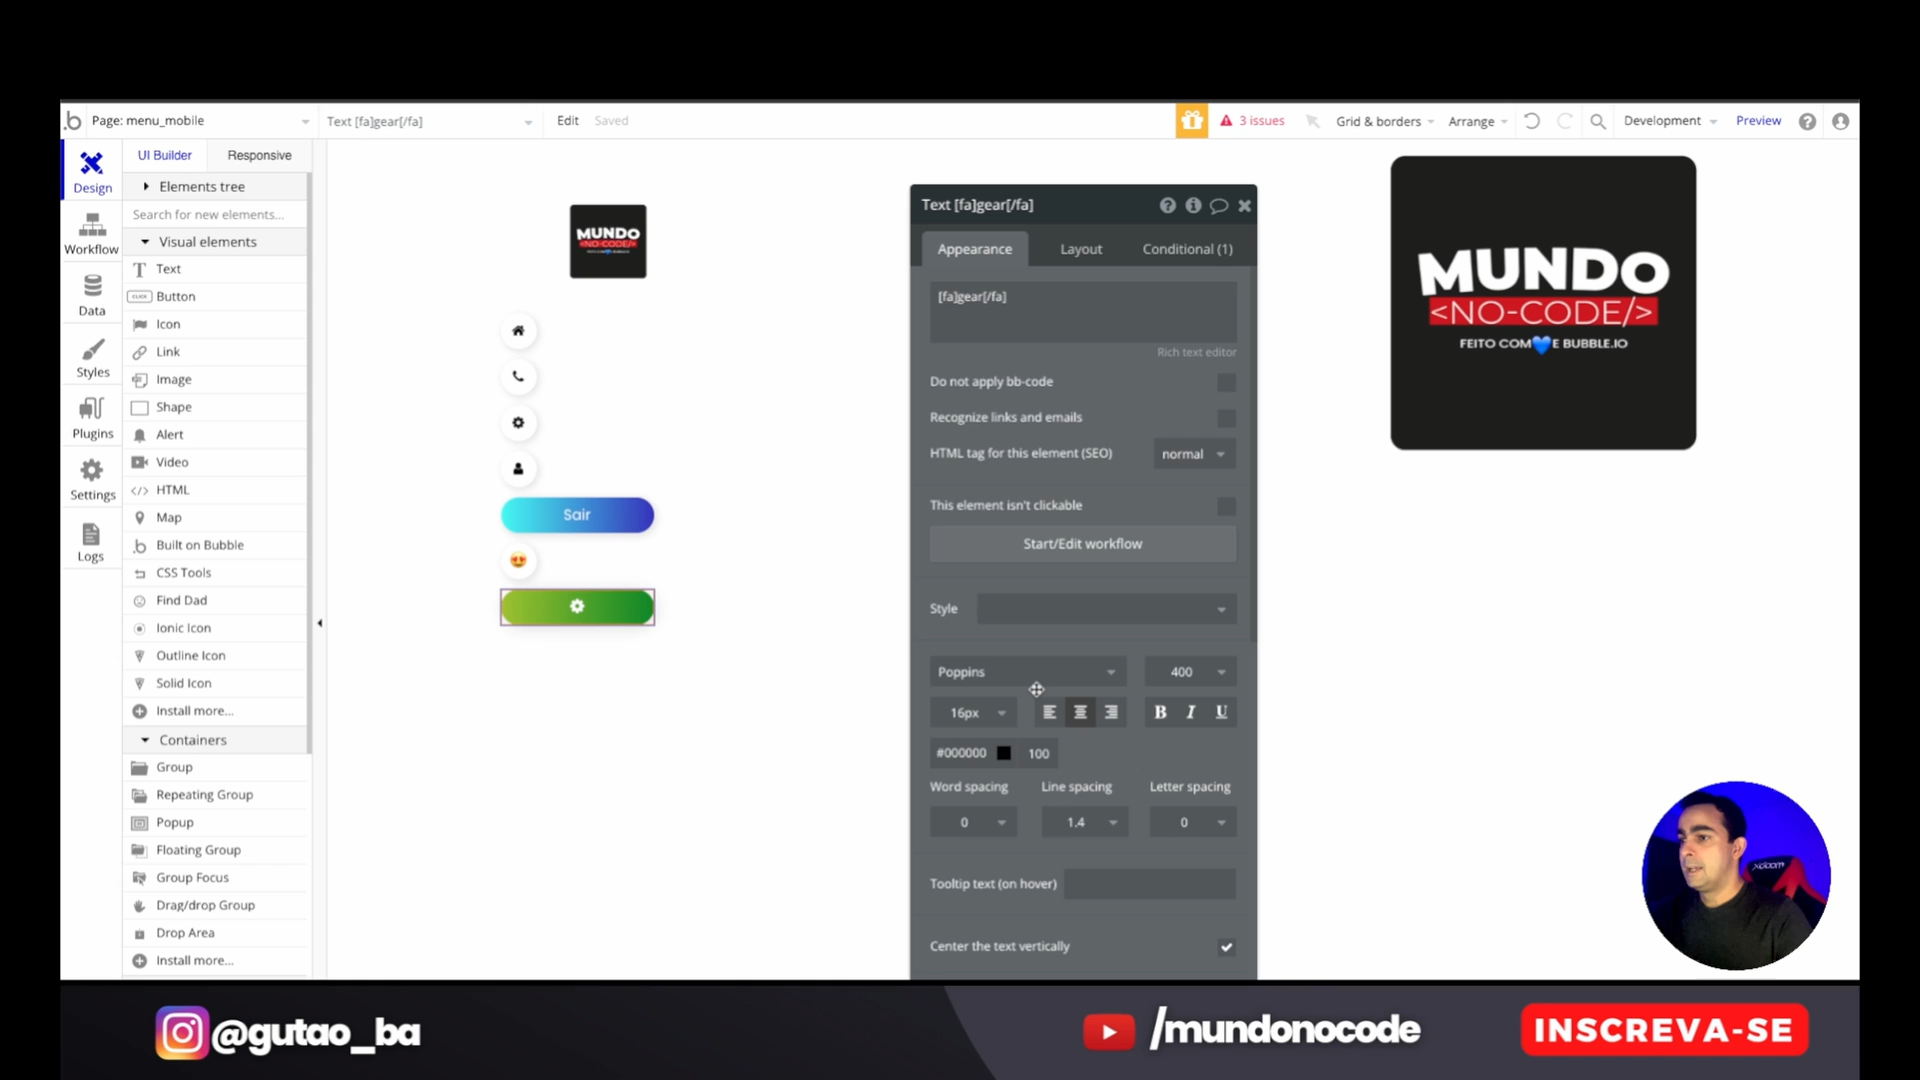 Page: menu_mobile
Text [fa]gear[/fa]
Edit
Saved
3 issues
Grid & borders
Arrange
Development
Preview
Design
Workflow
Data
Styles
Plugins
Settings
Logs
UI Builder
Responsive
Elements tree
Search for new elements...
Visual elements
Text
CLICK
Button
Icon
Link
Image
Shape
Alert
Video
HTML
Map
Built on Bubble
CSS Tools
Find Dad
Ionic Icon
Outline Icon
Solid Icon
Install more...
Containers
Group
Repeating Group
Popup
Floating Group
Group Focus
Drag/drop Group
Drop Area
Install more...
MUNDO
<NO-CODE/>
Sair
Text [fa]gear[/fa]
Appearance
Layout
Conditional (1)
[fa]gear[/fa]
Rich text editor
Do not apply bb-code
Recognize links and emails
HTML tag for this element (SEO)
normal
This element isn't clickable
Start/Edit workflow
Style
Poppins
400
16px
B I U
#000000
100
Word spacing
Line spacing
Letter spacing
0
1.4
0
Tooltip text (on hover)
Center the text vertically
MUNDO
<NO-CODE/>
FEITO COM💙E BUBBLE.IO
xdoom
@gutao_ba
/mundonocode
INSCREVA-SE